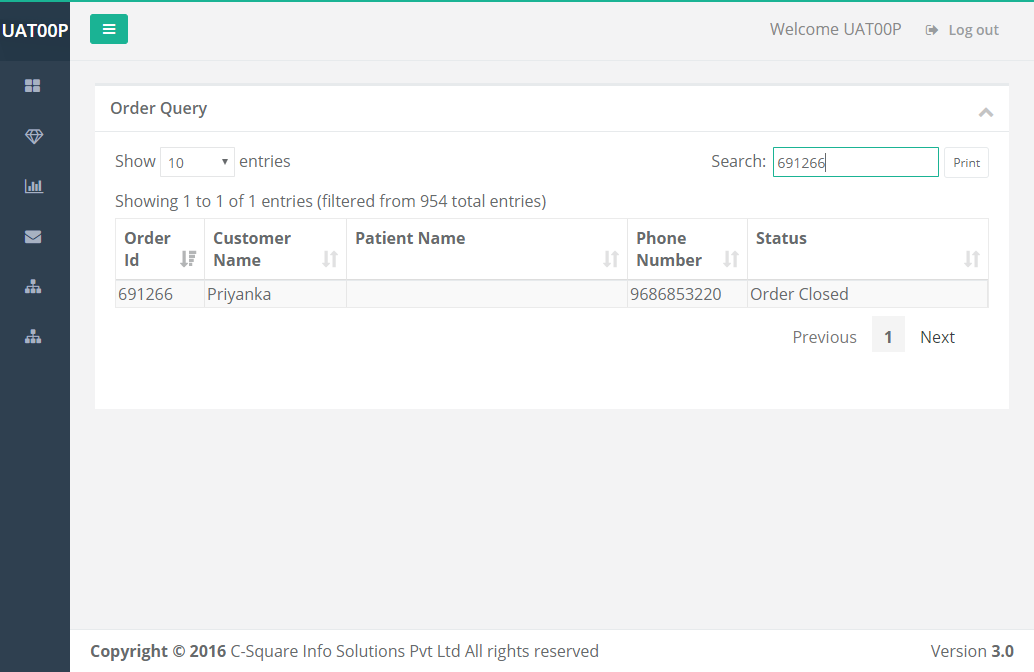 UAT00P
Welcome UAT00P Log out
Order Query
Show 10 entries Search: 691266 Print
Showing 1 to 1 of 1 entries (filtered from 954 total entries)
Order Id Customer Name Patient Name Phone Number Status
691266 Priyanka 9686853220 Order Closed
Previous 1 Next
Copyright © 2016 C-Square Info Solutions Pvt Ltd All rights reserved Version 3.0